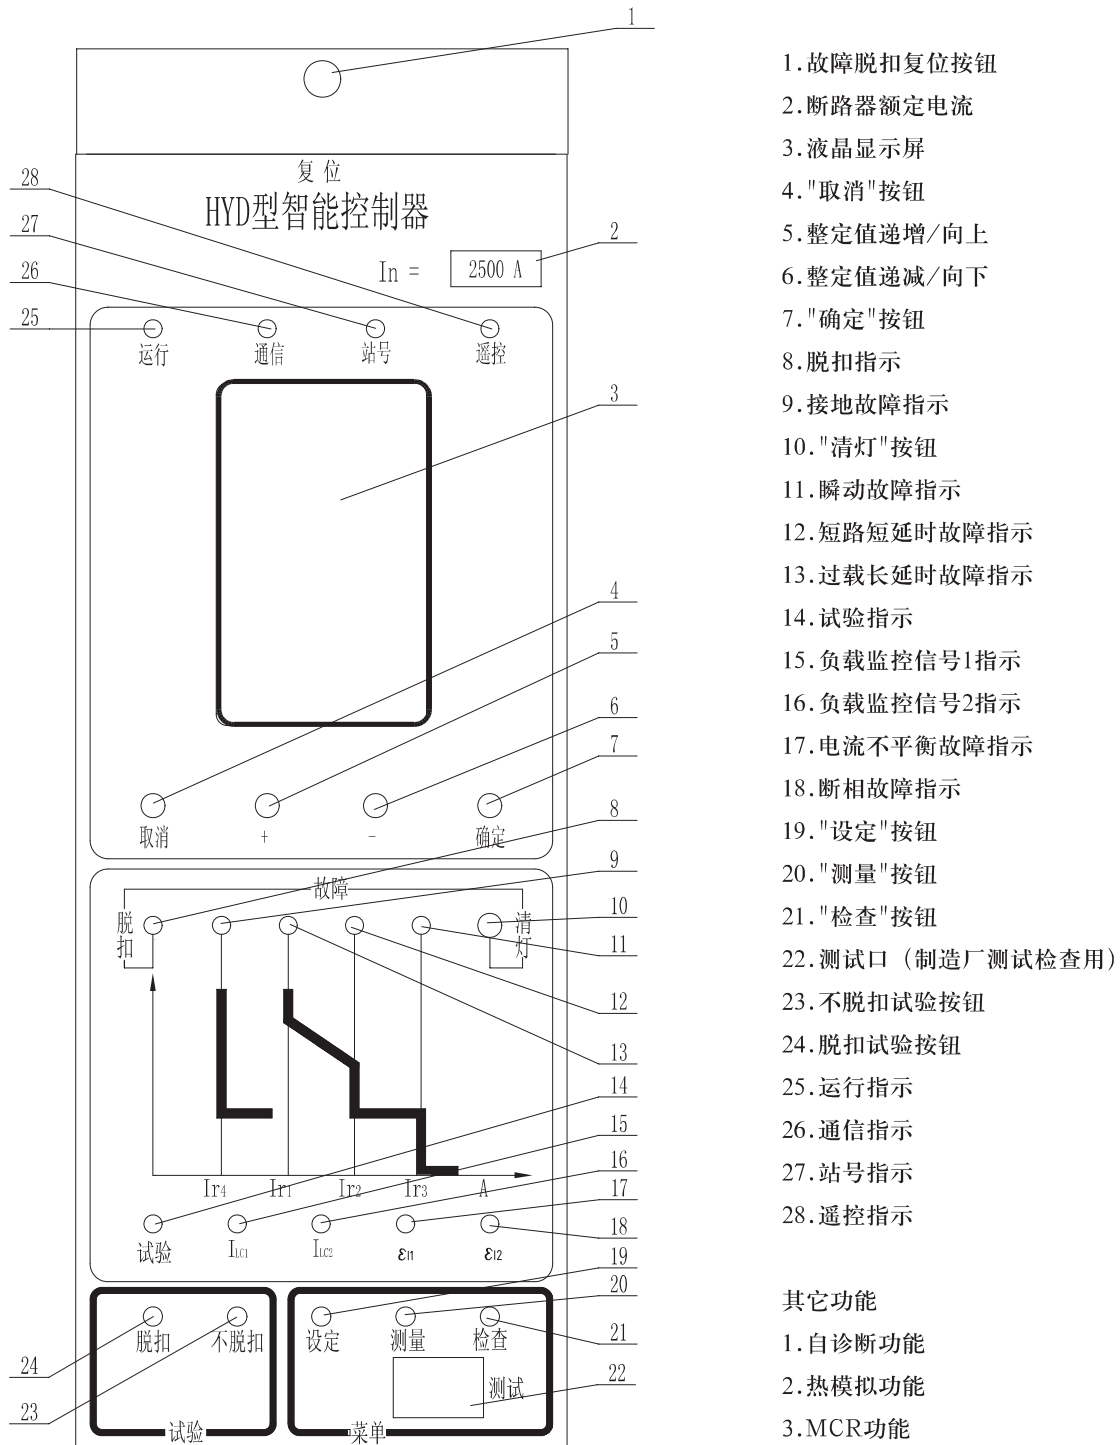 1
复 位
HYD型智能控制器
In = 2500 A
28
27
26
25
2
运行 通信 站号 遥控
3
4
5
6
7
取消 + - 确定
8
9
10
11
12
13
14
15
16
17
18
19
20
21
22
故障
脱扣
清灯
Ir4 Ir1 Ir2 Ir3 A
试验 ILC1 ILC2 εI1 εI2
脱扣 不脱扣 设定 测量 检查
测试
24
23
试验 菜单
1.故障脱扣复位按钮
2.断路器额定电流
3.液晶显示屏
4."取消"按钮
5.整定值递增/向上
6.整定值递减/向下
7."确定"按钮
8.脱扣指示
9.接地故障指示
10."清灯"按钮
11.瞬动故障指示
12.短路短延时故障指示
13.过载长延时故障指示
14.试验指示
15.负载监控信号1指示
16.负载监控信号2指示
17.电流不平衡故障指示
18.断相故障指示
19."设定"按钮
20."测量"按钮
21."检查"按钮
22.测试口（制造厂测试检查用）
23.不脱扣试验按钮
24.脱扣试验按钮
25.运行指示
26.通信指示
27.站号指示
28.遥控指示
其它功能
1.自诊断功能
2.热模拟功能
3.MCR功能